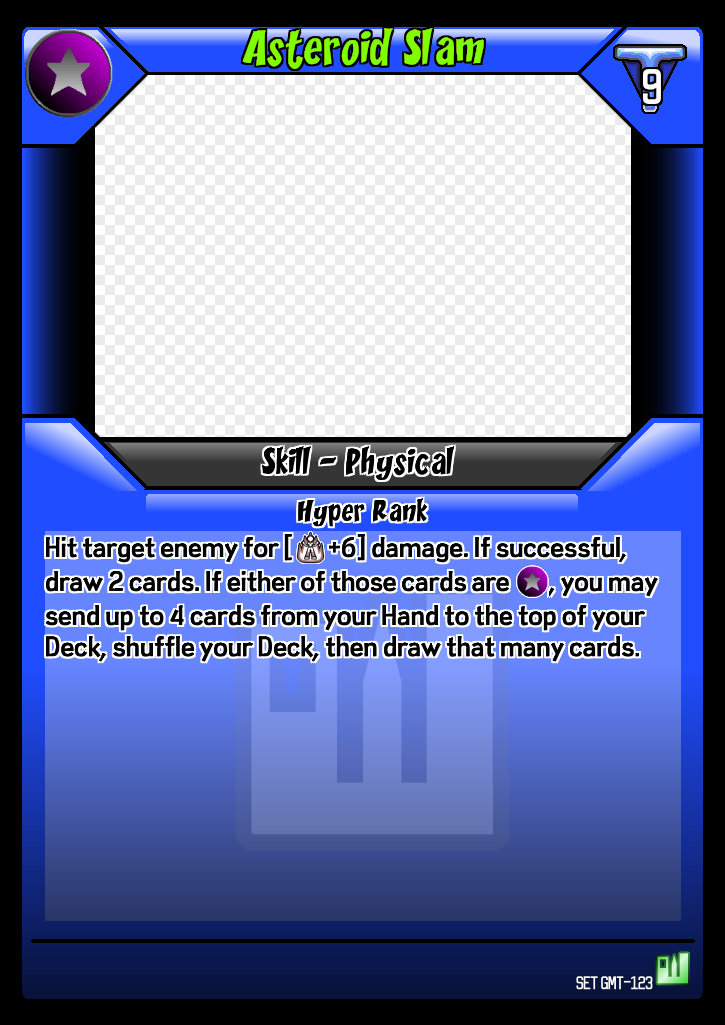 Asteroid Slam
9
Skill - Physical
Hyper Rank
Hit target enemy for [ +6] damage. If successful,
draw 2 cards. If either of those cards are , you may
send up to 4 cards from your Hand to the top of your
Deck, shuffle your Deck, then draw that many cards.
SET GMT-123